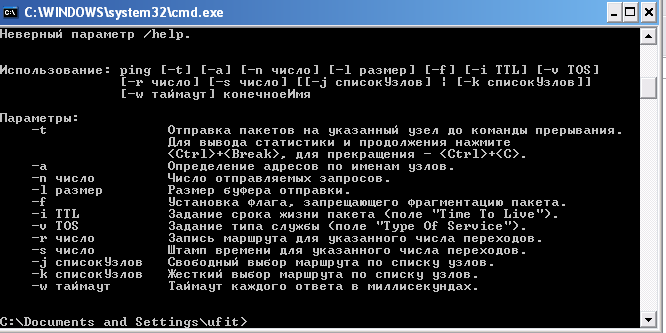 C:\WINDOWS\system32\cmd.exe
Неверный параметр /help.
Использование: ping [-t] [-a] [-n число] [-l размер] [-f] [-i TTL] [-v TOS]
[-r число] [-s число] [[-j списокУзлов] ¦ [-k списокУзлов]]
[-w таймаут] конечноеИмя
Параметры:
-t Отправка пакетов на указанный узел до команды прерывания.
Для вывода статистики и продолжения нажмите
<Ctrl>+<Break>, для прекращения - <Ctrl>+<C>.
-a Определение адресов по именам узлов.
-n число Число отправляемых запросов.
-l размер Размер буфера отправки.
-f Установка флага, запрещающего фрагментацию пакета.
-i TTL Задание срока жизни пакета (поле "Time To Live").
-v TOS Задание типа службы (поле "Type Of Service").
-r число Запись маршрута для указанного числа переходов.
-s число Штамп времени для указанного числа переходов.
-j списокУзлов Свободный выбор маршрута по списку узлов.
-k списокУзлов Жесткий выбор маршрута по списку узлов.
-w таймаут Таймаут каждого ответа в миллисекундах.
C:\Documents and Settings\ufit>